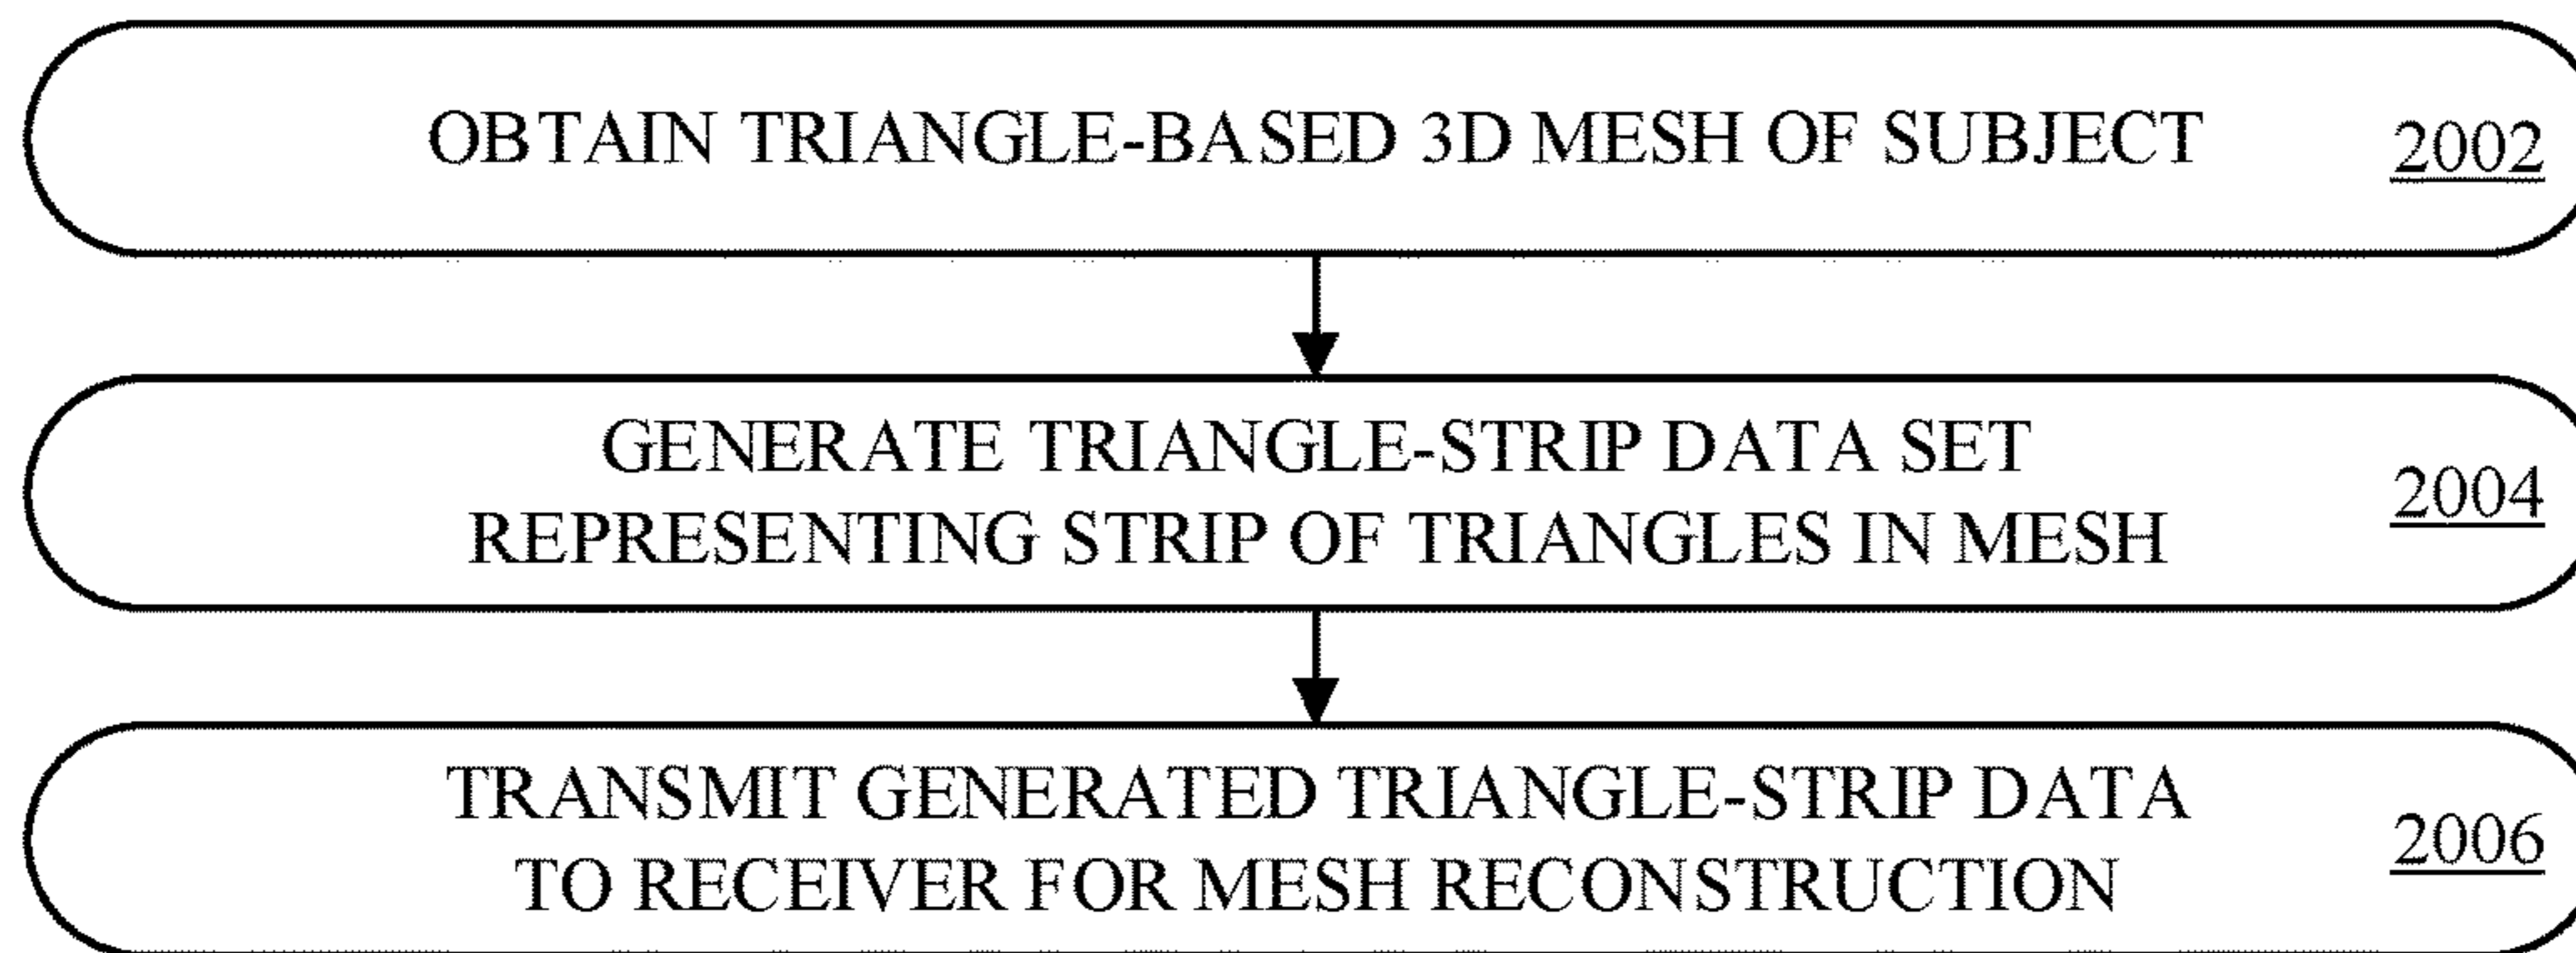 OBTAIN TRIANGLE-BASED 3D MESH OF SUBJECT 2002
GENERATE TRIANGLE-STRIP DATA SET
REPRESENTING STRIP OF TRIANGLES IN MESH 2004
TRANSMIT GENERATED TRIANGLE-STRIP DATA
TO RECEIVER FOR MESH RECONSTRUCTION 2006